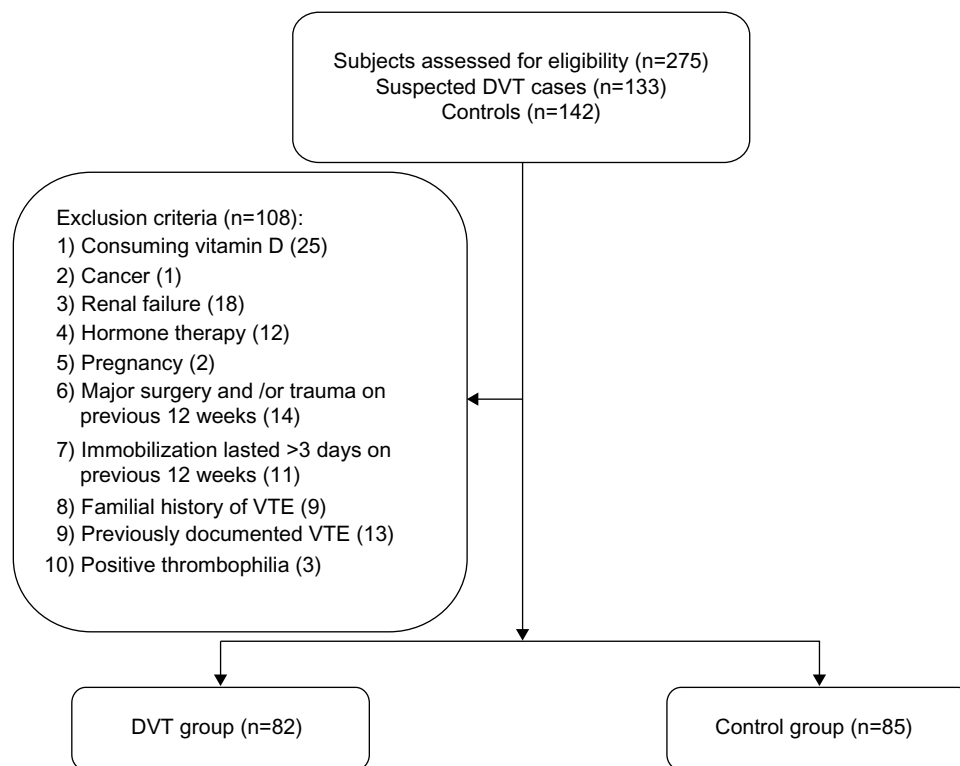 Subjects assessed for eligibility (n=275)
Suspected DVT cases (n=133)
Controls (n=142)
Exclusion criteria (n=108):
1) Consuming vitamin D (25)
2) Cancer (1)
3) Renal failure (18)
4) Hormone therapy (12)
5) Pregnancy (2)
6) Major surgery and /or trauma on
previous 12 weeks (14)
7) Immobilization lasted >3 days on
previous 12 weeks (11)
8) Familial history of VTE (9)
9) Previously documented VTE (13)
10) Positive thrombophilia (3)
DVT group (n=82)
Control group (n=85)